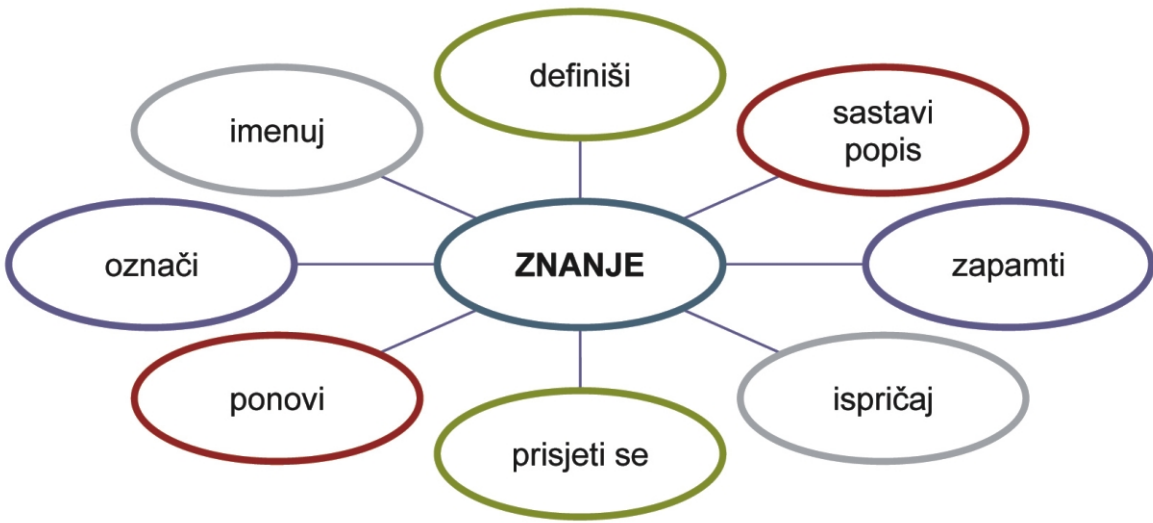 definiši
imenuj
sastavi
popis
označi
ZNANJE
zapamti
ponovi
ispričaj
prisjeti se